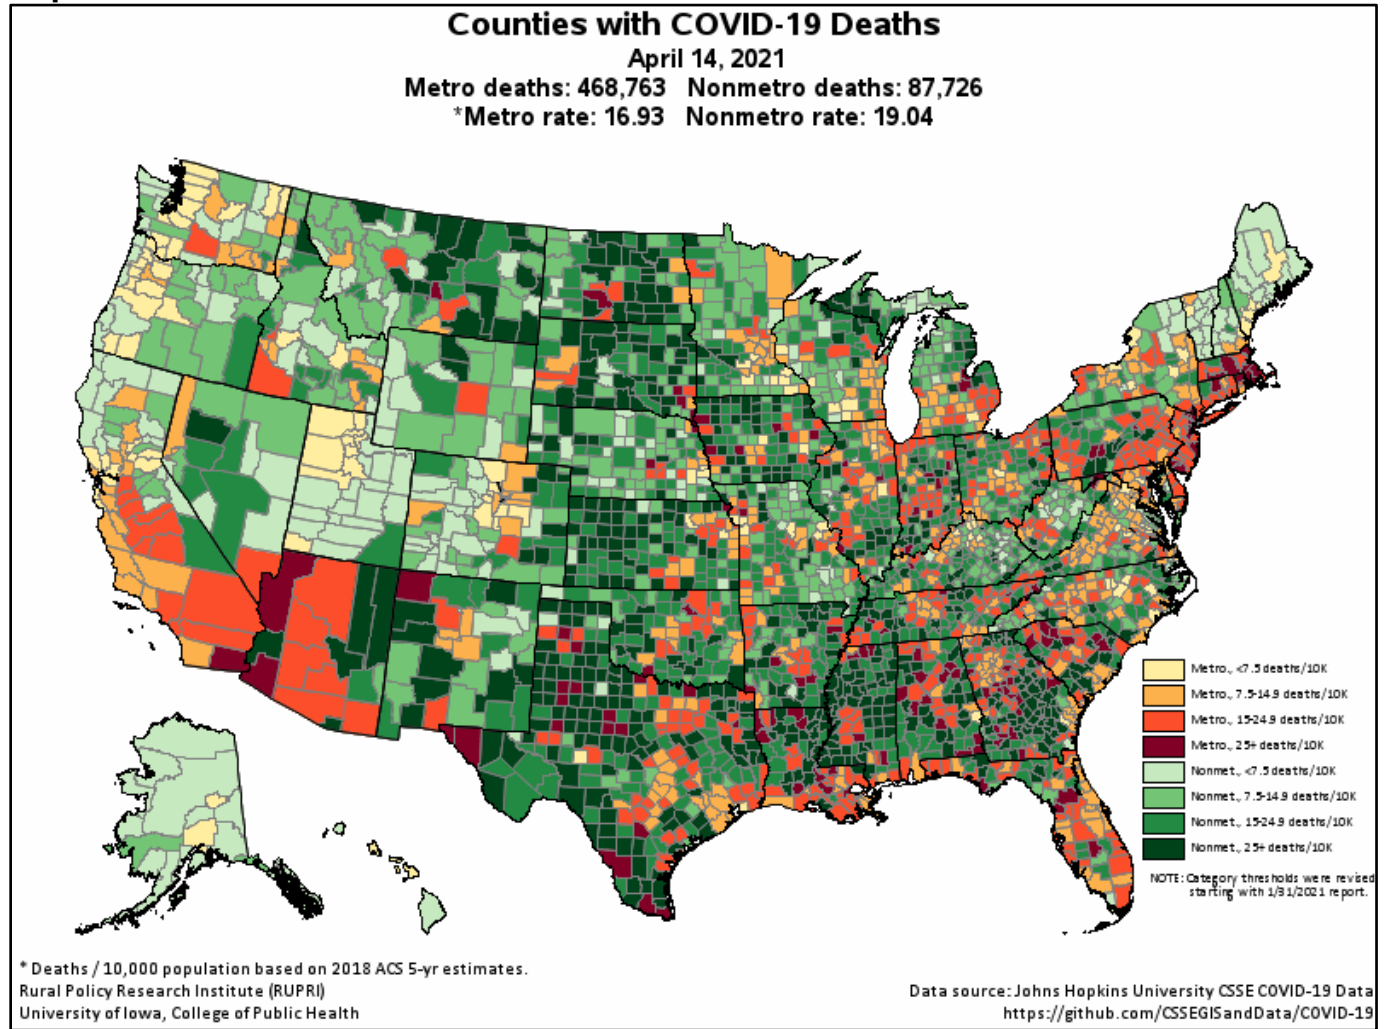 Counties with COVID-19 Deaths
April 14, 2021
Metro deaths: 468,763 Nonmetro deaths: 87,726
*Metro rate: 16.93 Nonmetro rate: 19.04
Metro., <7.5 deaths/10K
Metro., 7.5-14.9 deaths/10K
Metro., 15-24.9 deaths/10K
Metro., 25+ deaths/10K
Nonmet., <7.5 deaths/10K
Nonmet., 7.5-14.9 deaths/10K
Nonmet., 15-24.9 deaths/10K
Nonmet., 25+ deaths/10K
NOTE: Category thresholds were revised
starting with 1/31/2021 report.
* Deaths / 10,000 population based on 2018 ACS 5-yr estimates.
Rural Policy Research Institute (RUPRI)
University of Iowa, College of Public Health
Data source: Johns Hopkins University CSSE COVID-19 Data
https://github.com/CSSEGISandData/COVID-19